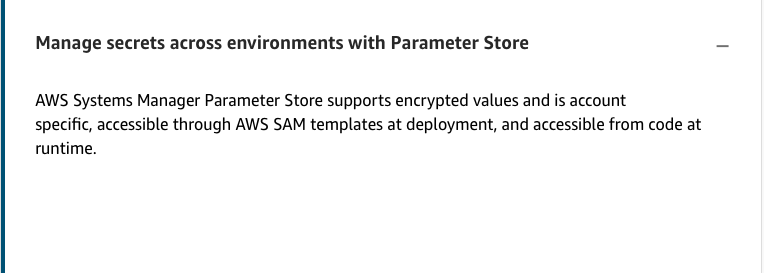 Manage secrets across environments with Parameter Store
AWS Systems Manager Parameter Store supports encrypted values and is account
specific, accessible through AWS SAM templates at deployment, and accessible from code at
runtime.